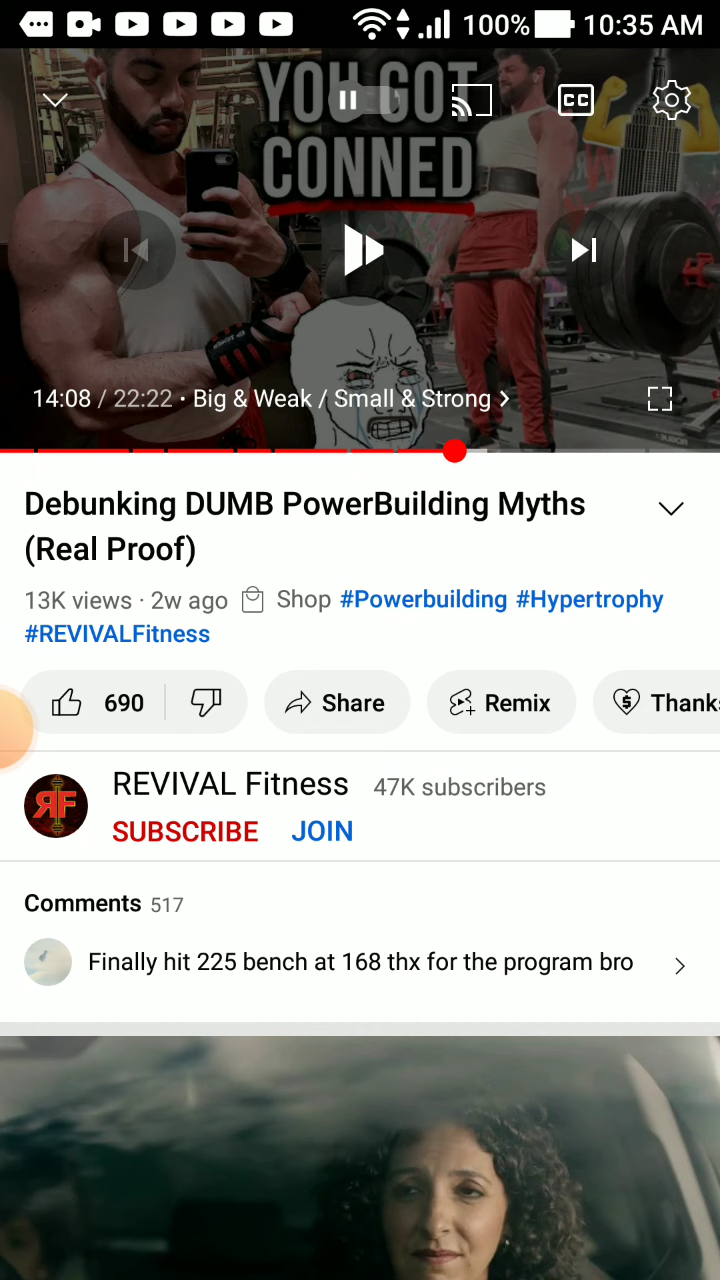 100% 10:35 AM
YOU GOT
CC
CONNED
14:08 / 22:22 · Big & Weak / Small & Strong
Debunking DUMB PowerBuilding Myths
(Real Proof)
13K views · 2w ago Shop #Powerbuilding #Hypertrophy
#REVIVALFitness
690 Share Remix Thanks
RF REVIVAL Fitness 47K subscribers
SUBSCRIBE JOIN
Comments 517
Finally hit 225 bench at 168 thx for the program bro